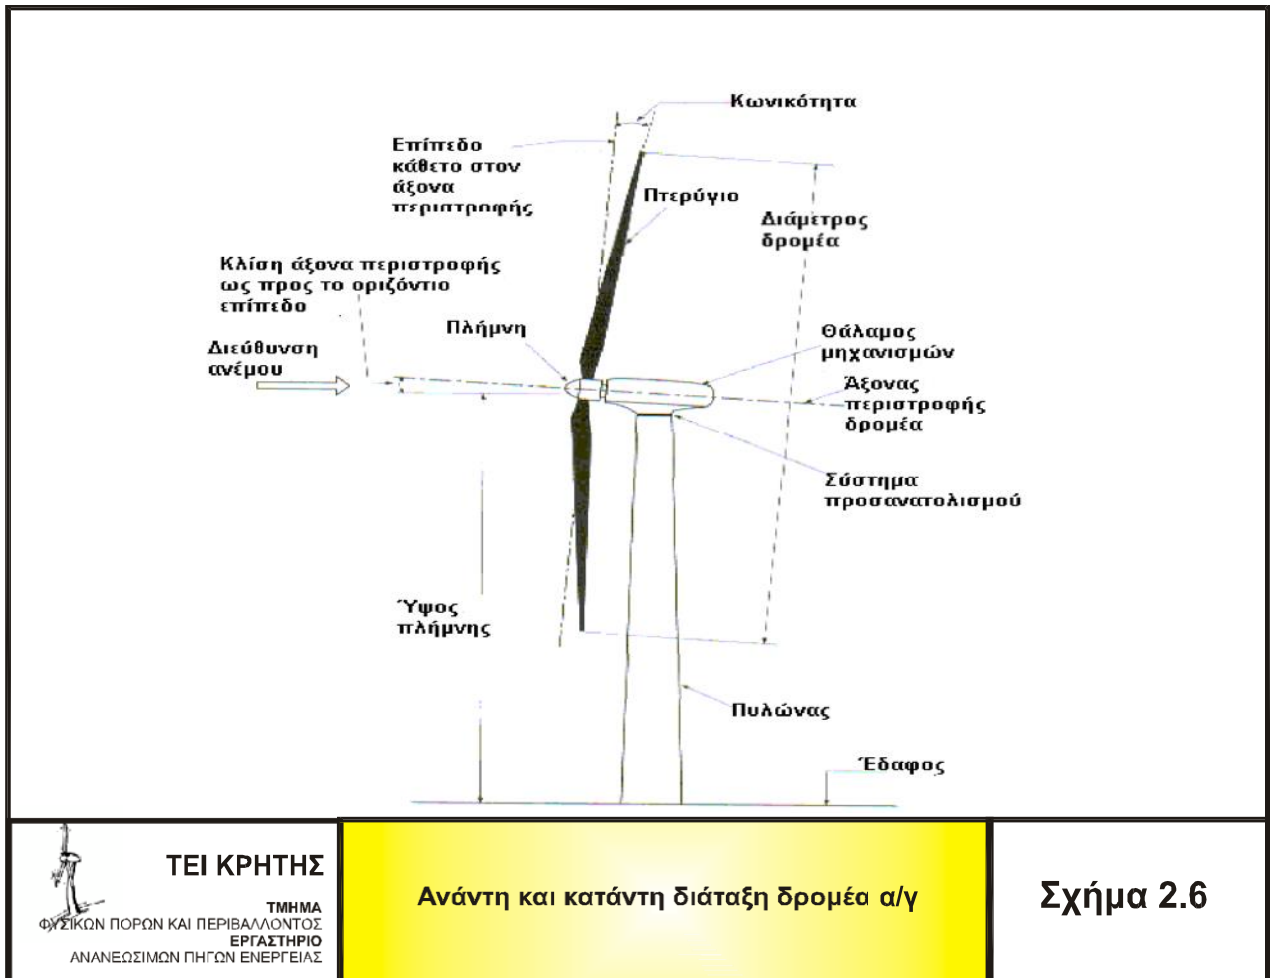 Κωνικότητα
Επίπεδο
κάθετο στον
άξονα
περιστροφής
Πτερύγιο
Διάμετρος
δρομέα
Κλίση άξονα περιστροφής
ως προς το οριζόντιο
επίπεδο
Πλήμνη
Διεύθυνση
ανέμου
Θάλαμος
μηχανισμών
Άξονας
περιστροφής
δρομέα
Σύστημα
προσανατολισμού
Ύψος
πλήμνης
Πυλώνας
Έδαφος
ΤΕΙ ΚΡΗΤΗΣ
ΤΜΗΜΑ
ΦΥΣΙΚΩΝ ΠΟΡΩΝ ΚΑΙ ΠΕΡΙΒΑΛΛΟΝΤΟΣ
ΕΡΓΑΣΤΗΡΙΟ
ΑΝΑΝΕΩΣΙΜΩΝ ΠΗΓΩΝ ΕΝΕΡΓΕΙΑΣ
Ανάντη και κατάντη διάταξη δρομέα α/γ
Σχήμα 2.6